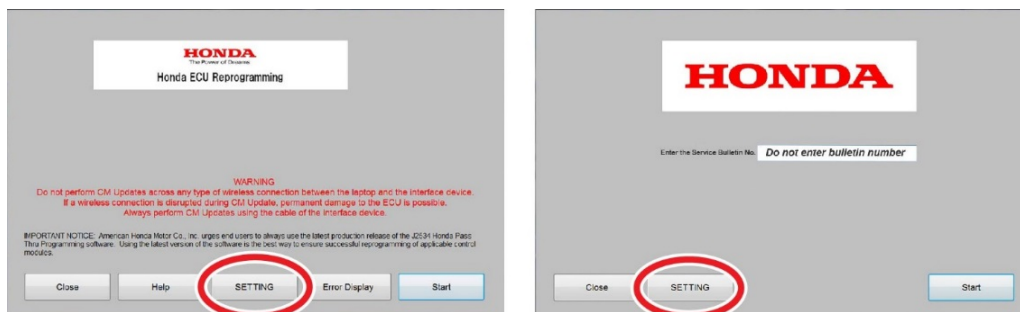 HONDA
The Power of Dreams
Honda ECU Reprogramming
WARNING
Do not perform CM Updates across any type of wireless connection between the laptop and the interface device.
If a wireless connection is disrupted during CM Update, permanent damage to the ECU is possible.
Always perform CM Updates using the cable of the interface device.
IMPORTANT NOTICE: American Honda Motor Co., Inc. urges end users to always use the latest production release of the J2534 Honda Pass
Thru Programming software. Using the latest version of the software is the best way to ensure successful reprogramming of applicable control
modules.
Close Help SETTING Error Display Start
HONDA
Enter the Service Bulletin No. Do not enter bulletin number
Close SETTING Start